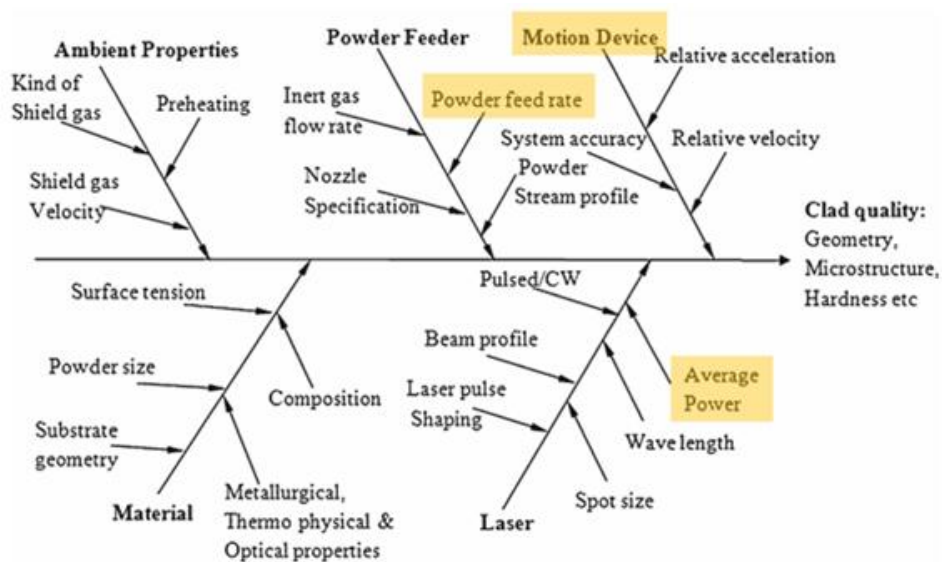 Ambient Properties
Kind of
Shield gas
Preheating
Shield gas
Velocity
Powder Feeder
Inert gas
flow rate
Powder feed rate
Nozzle
Specification
Powder
Stream profile
Motion Device
Relative acceleration
System accuracy
Relative velocity
Clad quality:
Geometry,
Microstructure,
Hardness etc
Surface tension
Powder size
Composition
Substrate
geometry
Metallurgical,
Thermo physical &
Optical properties
Material
Pulsed/CW
Beam profile
Average
Power
Laser pulse
Shaping
Wave length
Spot size
Laser